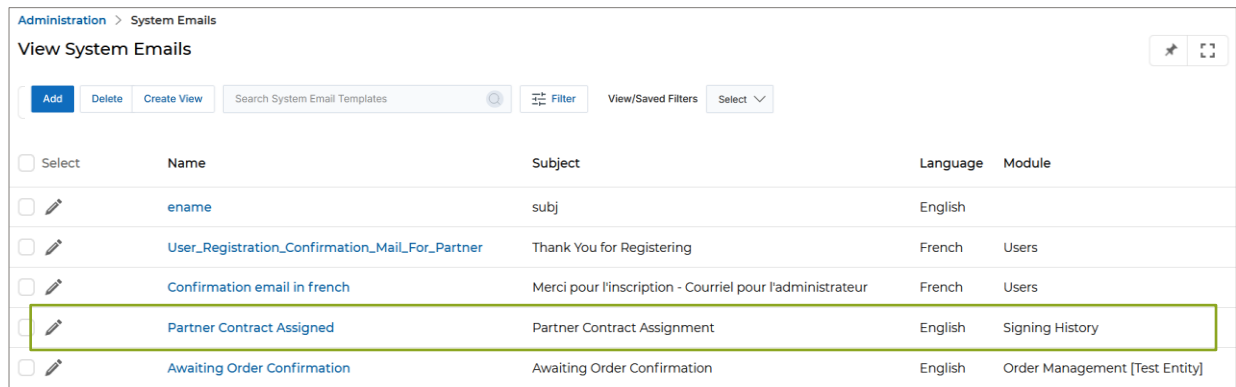 Administration > System Emails
View System Emails
Add Delete Create View Search System Email Templates Filter View/Saved Filters Select
Select Name Subject Language Module
ename subj English
User_Registration_Confirmation_Mail_For_Partner Thank You for Registering French Users
Confirmation email in french Merci pour l'inscription - Courriel pour l'administrateur French Users
Partner Contract Assigned Partner Contract Assignment English Signing History
Awaiting Order Confirmation Awaiting Order Confirmation English Order Management [Test Entity]